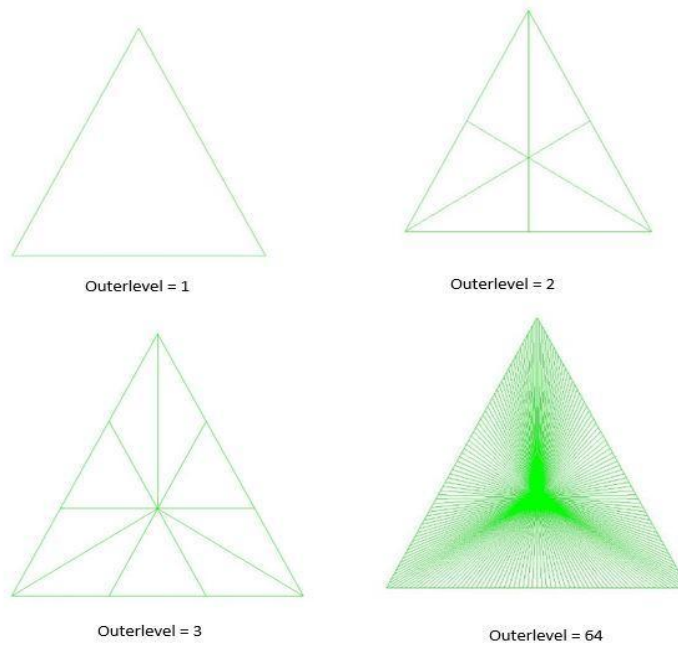 Outerlevel = 1
Outerlevel = 2
Outerlevel = 3
Outerlevel = 64